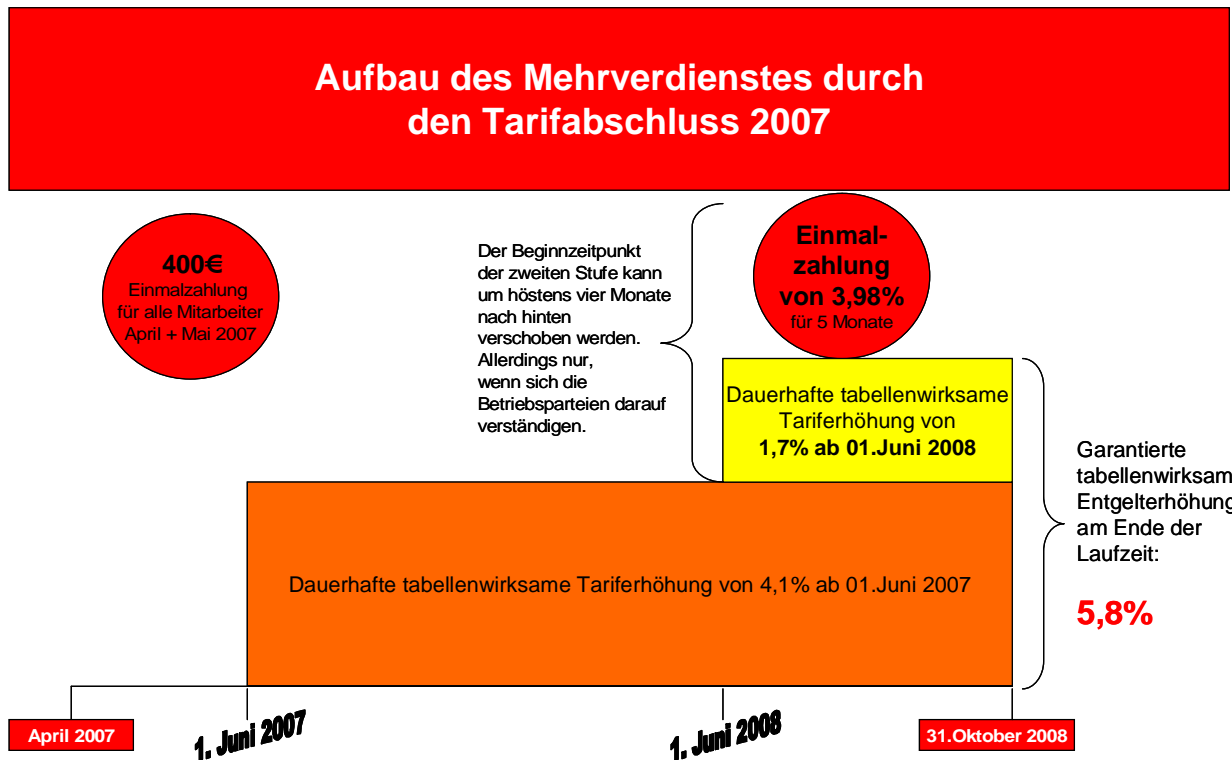 Aufbau des Mehrverdienstes durch
den Tarifabschluss 2007
400€
Einmalzahlung
für alle Mitarbeiter
April + Mai 2007
Der Beginnzeitpunkt
der zweiten Stufe kann
um höstens vier Monate
nach hinten
verschoben werden.
Allerdings nur,
wenn sich die
Betriebsparteien darauf
verständigen.
Einmal-
zahlung
von 3,98%
für 5 Monate
Dauerhafte tabellenwirksame
Tariferhöhung von
1,7% ab 01.Juni 2008
Garantierte
tabellenwirksam
Entgelterhöhung
am Ende der
Laufzeit:
5,8%
Dauerhafte tabellenwirksame Tariferhöhung von 4,1% ab 01.Juni 2007
April 2007
1. Juni 2007
1. Juni 2008
31.Oktober 2008